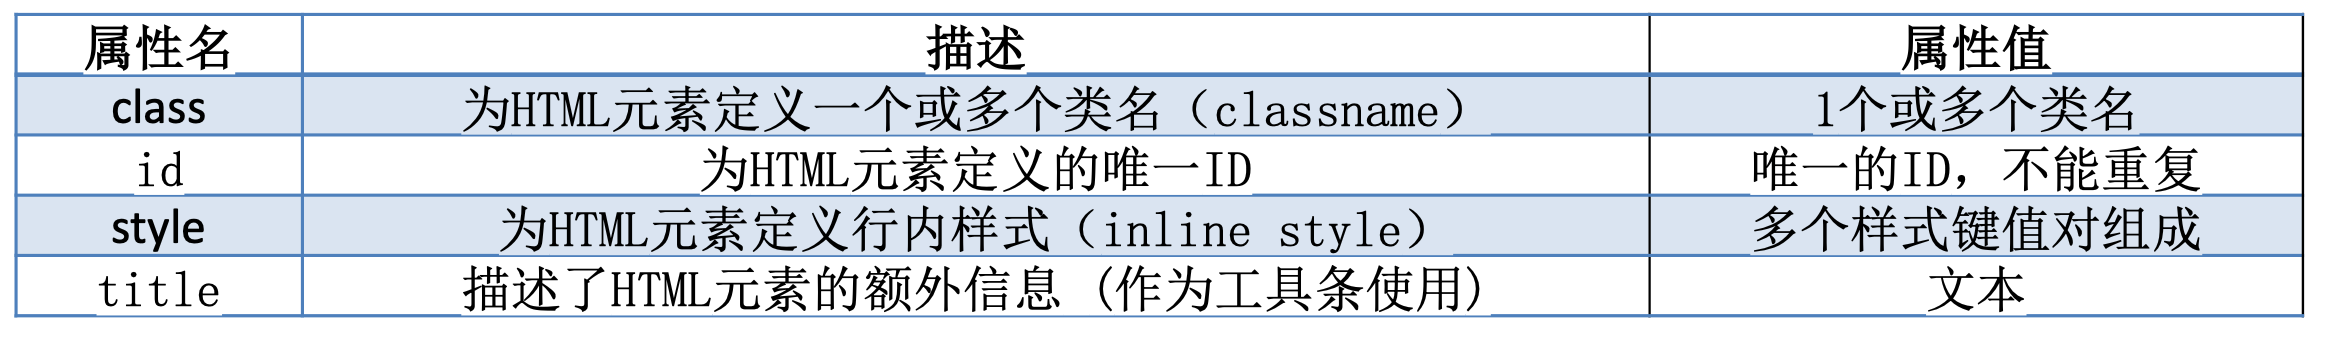 属性名 描述 属性值
class 为HTML元素定义一个或多个类名（classname） 1个或多个类名
id 为HTML元素定义的唯一ID 唯一的ID，不能重复
style 为HTML元素定义行内样式（inline style） 多个样式键值对组成
title 描述了HTML元素的额外信息 (作为工具条使用) 文本